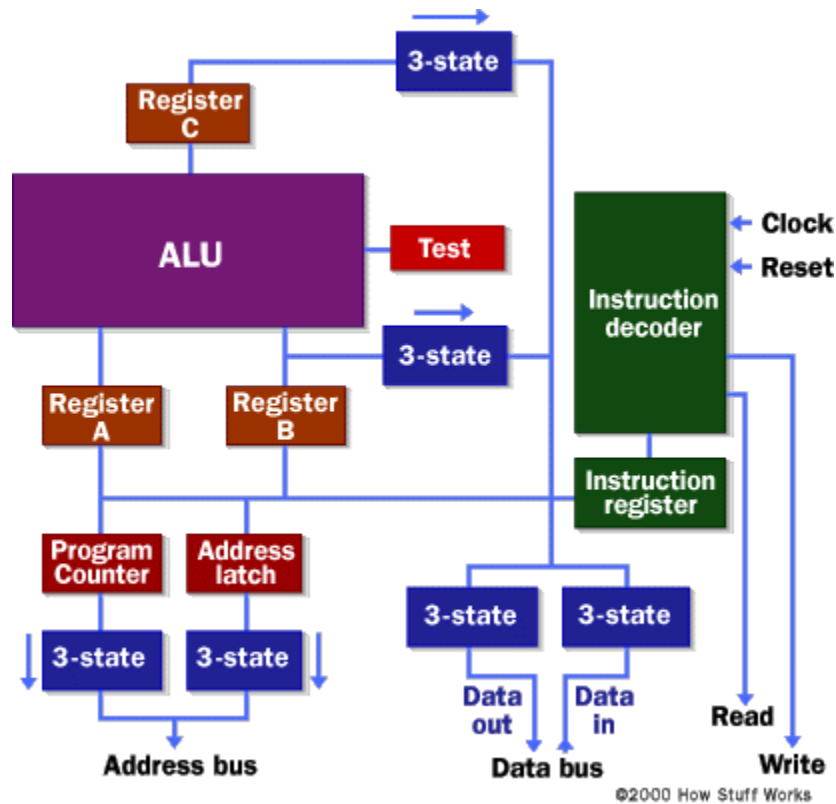 3-state
Register
C
ALU
Test
Clock
Reset
Instruction
decoder
3-state
Register
A
Register
B
Instruction
register
Program
Counter
Address
latch
3-state
3-state
3-state
3-state
Data
out
Data
in
Read
Address bus
Data bus
Write
©2000 How Stuff Works